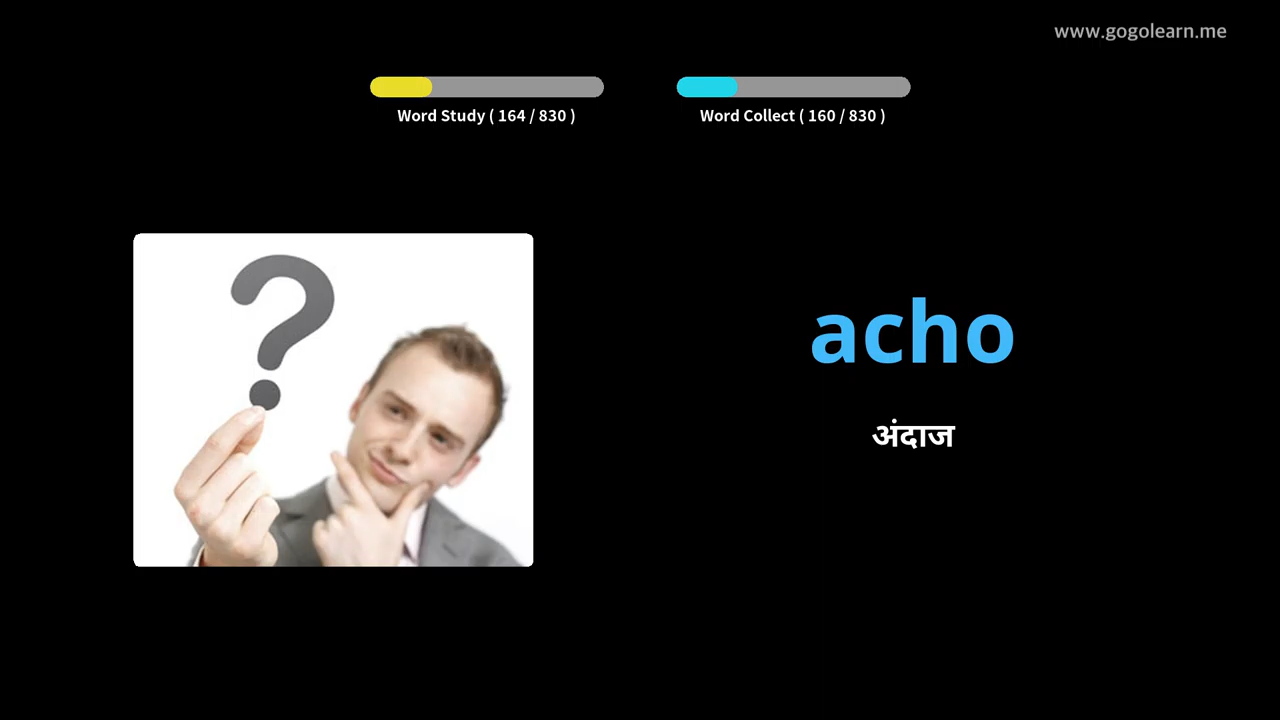 www.gogolearn.me
Word Study ( 164 / 830 )
Word Collect ( 160 / 830 )
?
acho
अंदाज